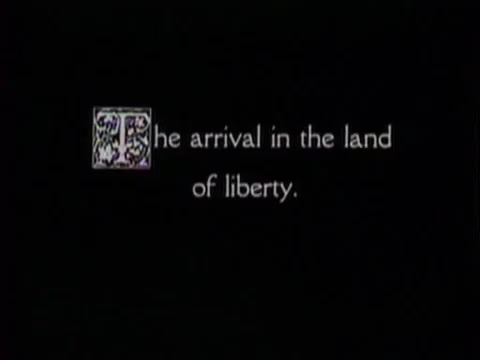 The arrival in the land
of liberty.